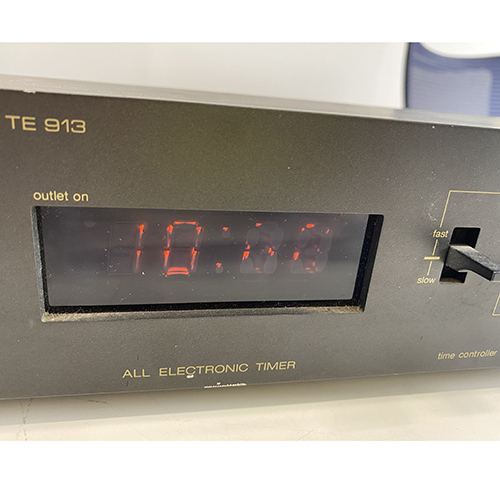 TE 913
outlet on
fast
slow
ALL ELECTRONIC TIMER
time controller